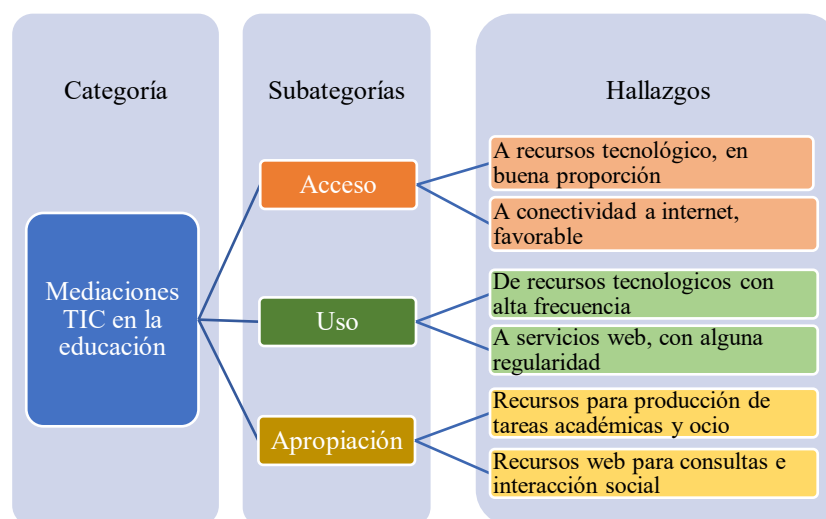 Categoría
Subategorías
Hallazgos
Mediaciones
TIC en la
educación
Acceso
A recursos tecnológico, en
buena proporción
A conectividad a internet,
favorable
Uso
De recursos tecnologicos con
alta frecuencia
A servicios web, con alguna
regularidad
Apropiación
Recursos para producción de
tareas académicas y ocio
Recursos web para consultas e
interacción social